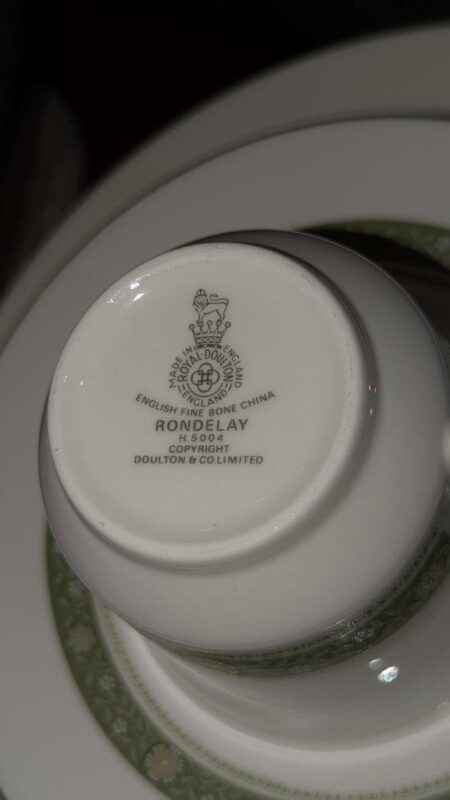 MADE IN ENGLAND
ROYAL DOULTON
ENGLAND
ENGLISH FINE BONE CHINA
RONDELAY
H.5004
COPYRIGHT
DOULTON & CO LIMITED